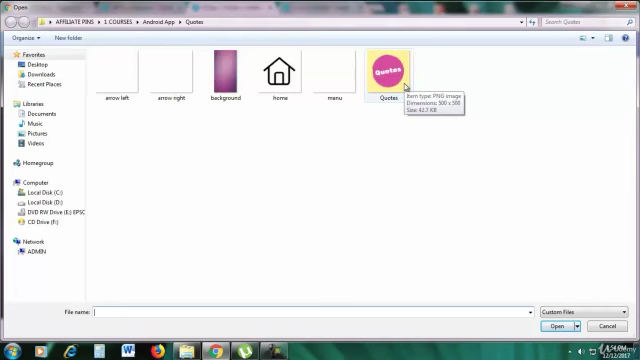 Open
« AFFILIATE PINS ▸ 1 COURSES ▸ Android App ▸ Quotes
Search Quotes
Organize
New folder
Favorites
Desktop
Downloads
Recent Places
Libraries
Documents
Music
Pictures
Videos
Homegroup
Computer
Local Disk (C:)
Local Disk (D:)
DVD RW Drive (E:) EPSC
CD Drive (F:)
Network
ADMIN
arrow left
arrow right
background
home
menu
Quotes
Quotes
Item type: PNG image
Dimensions: 500 x 500
Size: 42.7 KB
File name:
Custom Files
Open
Cancel
12/12/2017